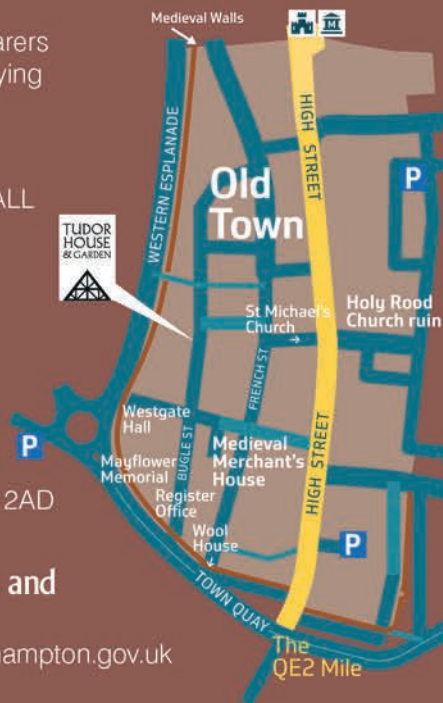 Medieval Walls
arers
ying
M
HIGH STREET
WESTERN ESPLANADE
P
ALL
Old
Town
TUDOR
HOUSE
& GARDEN
St Michael's
Church
Holy Rood
Church ruin
FRENCH ST
Westgate
Hall
BUGLE ST
HIGH STREET
P
Mayflower
Memorial
Medieval
Merchant's
House
Register
Office
2AD
Wool
House
P
and
TOWN QUAY
The
QE2 Mile
hampton.gov.uk